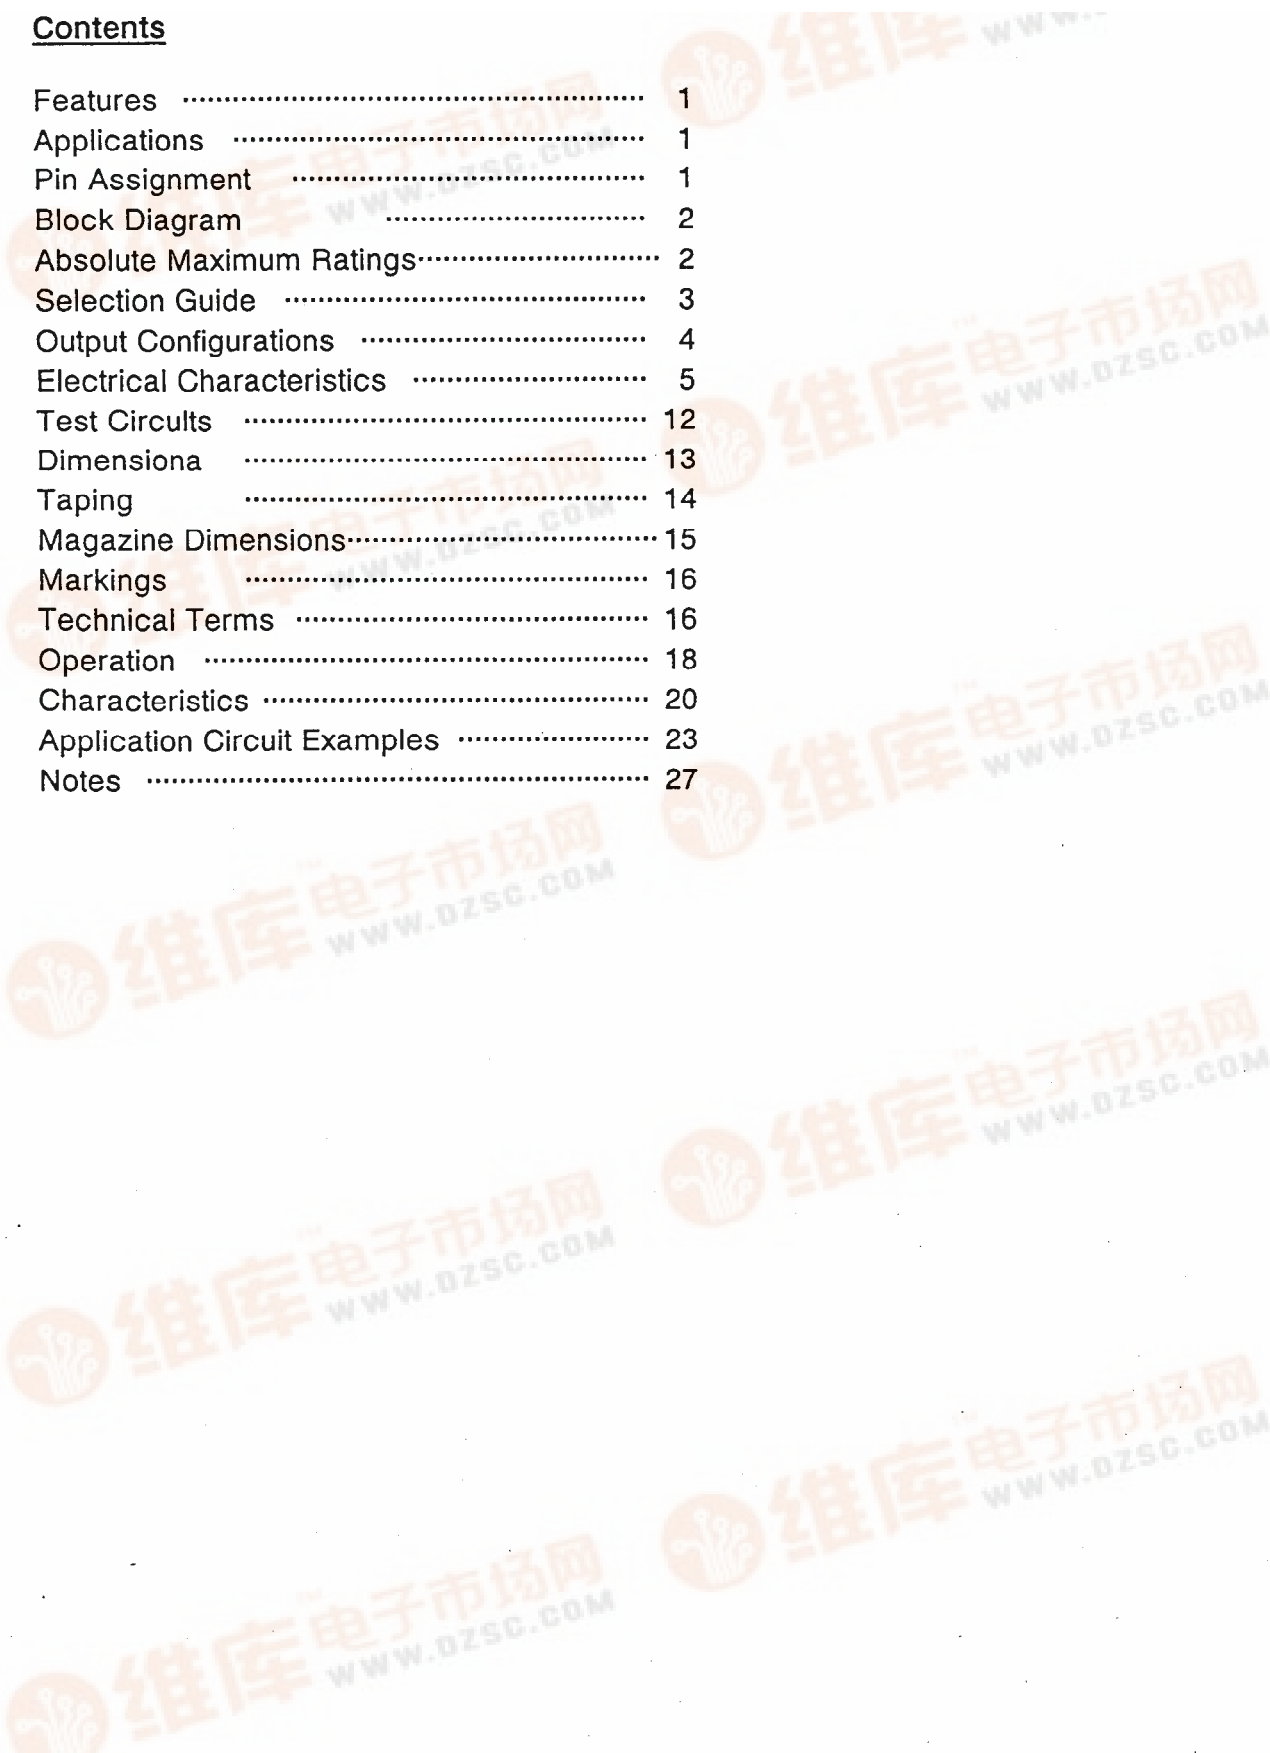 Contents
Features ······················································ 1
Applications ················································ 1
Pin Assignment ········································· 1
Block Diagram ······························ 2
Absolute Maximum Ratings···························· 2
Selection Guide ·········································· 3
Output Configurations ································· 4
Electrical Characteristics ··························· 5
Test Circults ··············································· 12
Dimensiona ··············································· 13
Taping ··············································· 14
Magazine Dimensions···································· 15
Markings ··············································· 16
Technical Terms ········································· 16
Operation ···················································· 18
Characteristics ············································· 20
Application Circuit Examples ······················ 23
Notes ·························································· 27
维库电子市场网
WWW.DZSC.COM